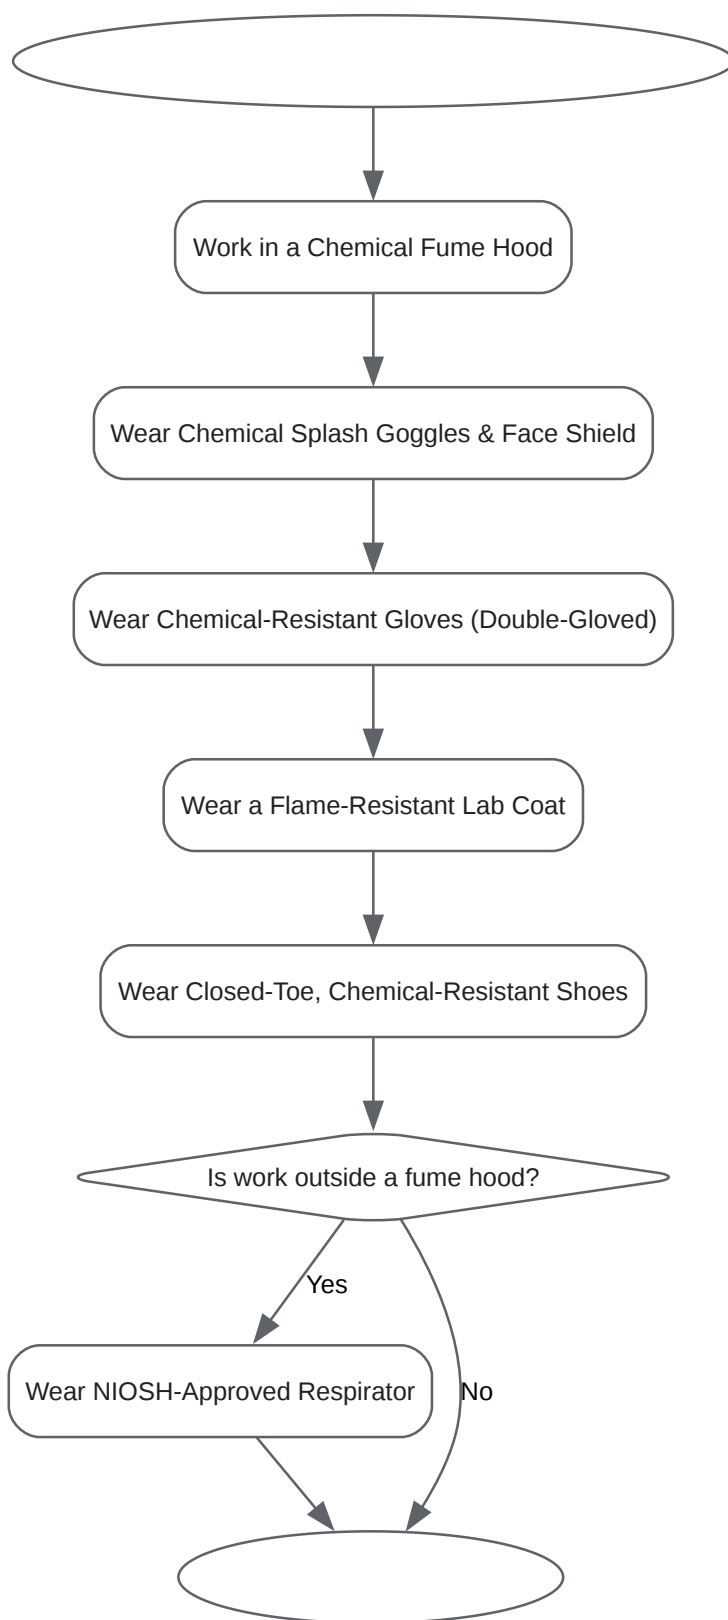 Work in a Chemical Fume Hood
Wear Chemical Splash Goggles & Face Shield
Wear Chemical-Resistant Gloves (Double-Gloved)
Wear a Flame-Resistant Lab Coat
Wear Closed-Toe, Chemical-Resistant Shoes
Is work outside a fume hood?
Yes
Wear NIOSH-Approved Respirator
No